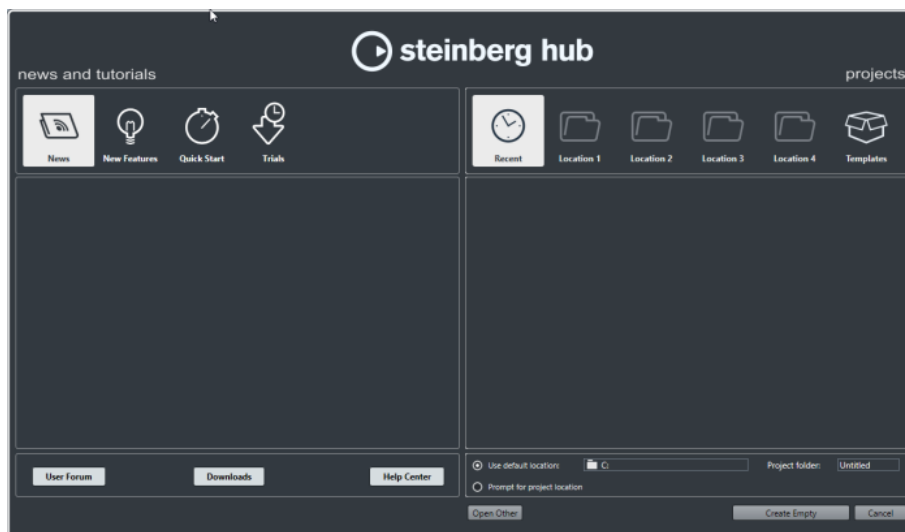 steinberg hub
news and tutorials
projects
News New Features Quick Start Trials
Recent Location 1 Location 2 Location 3 Location 4 Templates
User Forum Downloads Help Center
Use default location: C: Project folder: Untitled
Prompt for project location
Open Other Create Empty Cancel